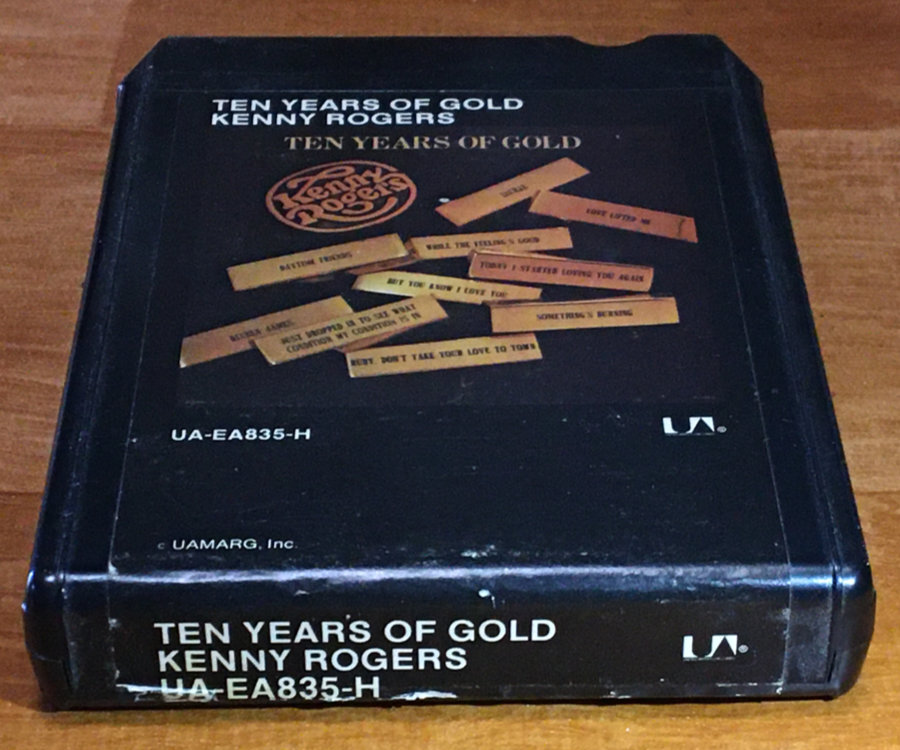 TEN YEARS OF GOLD
KENNY ROGERS
TEN YEARS OF GOLD
Kenny
Rogers
LUCILLE
LOVE LIFTED ME
WHILE THE FEELING'S GOOD
DAYTIME FRIENDS
TODAY I STARTED LOVING YOU AGAIN
BUT YOU KNOW I LOVE YOU
SOMETHING'S BURNING
REUBEN JAMES
JUST DROPPED IN TO SEE WHAT
CONDITION MY CONDITION IS IN
RUBY, DON'T TAKE YOUR LOVE TO TOWN
UA-EA835-H
UA®
c UAMARG, Inc.
TEN YEARS OF GOLD
KENNY ROGERS
UA-EA835-H
UA®